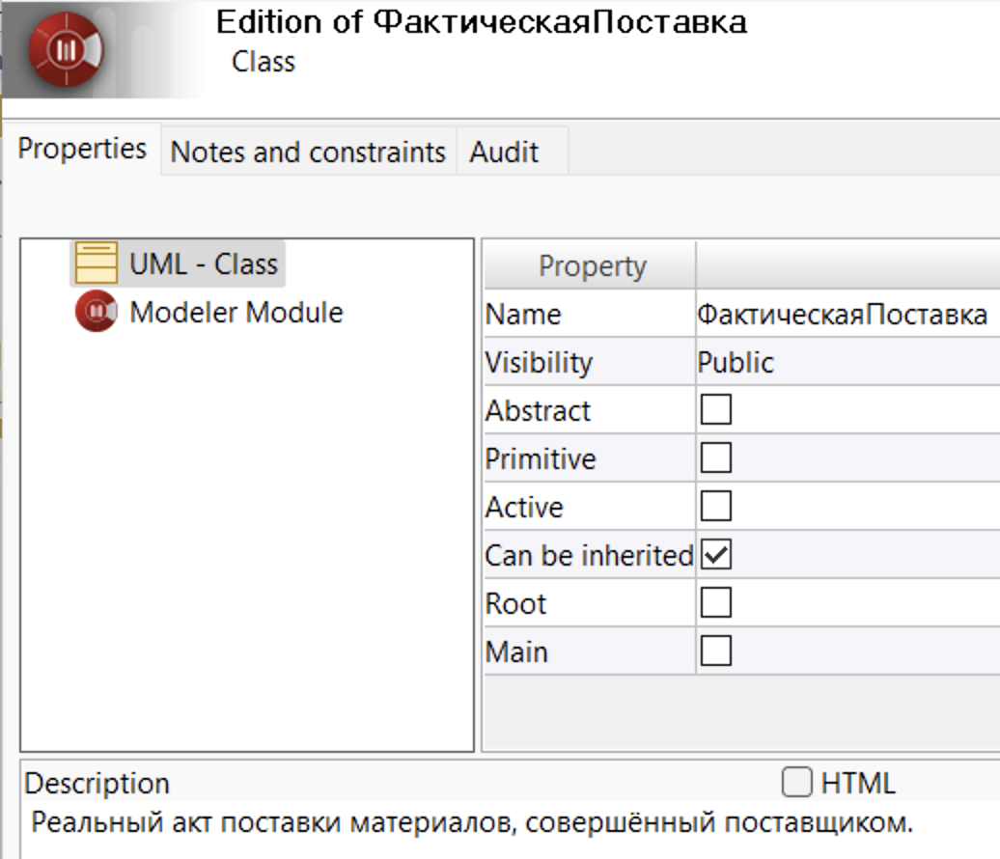 Edition of ФактическаяПоставка
Class
Properties Notes and constraints Audit
UML - Class
Modeler Module
Property
Name ФактическаяПоставка
Visibility Public
Abstract
Primitive
Active
Can be inherited
Root
Main
Description HTML
Реальный акт поставки материалов, совершённый поставщиком.